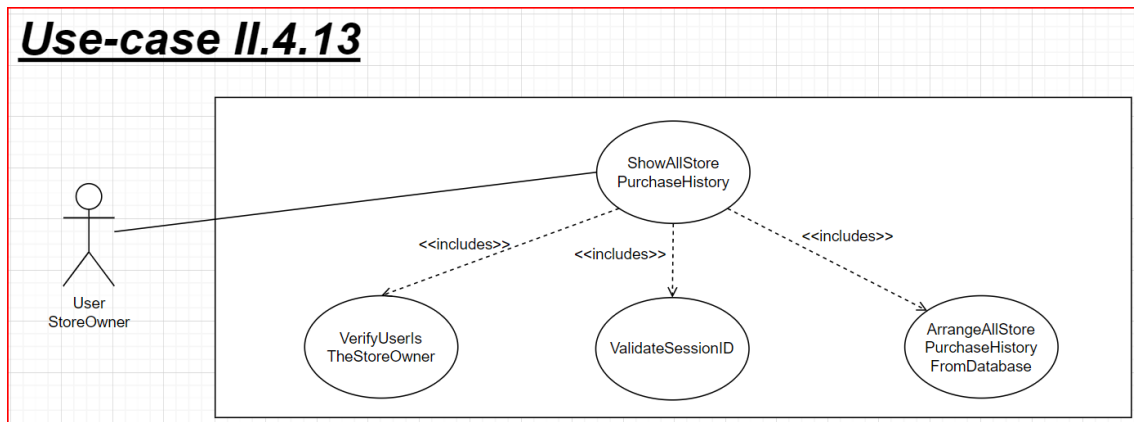 Use-case II.4.13
ShowAllStore
PurchaseHistory
<<includes>>
<<includes>>
<<includes>>
User
StoreOwner
VerifyUserIs
TheStoreOwner
ValidateSessionID
ArrangeAllStore
PurchaseHistory
FromDatabase